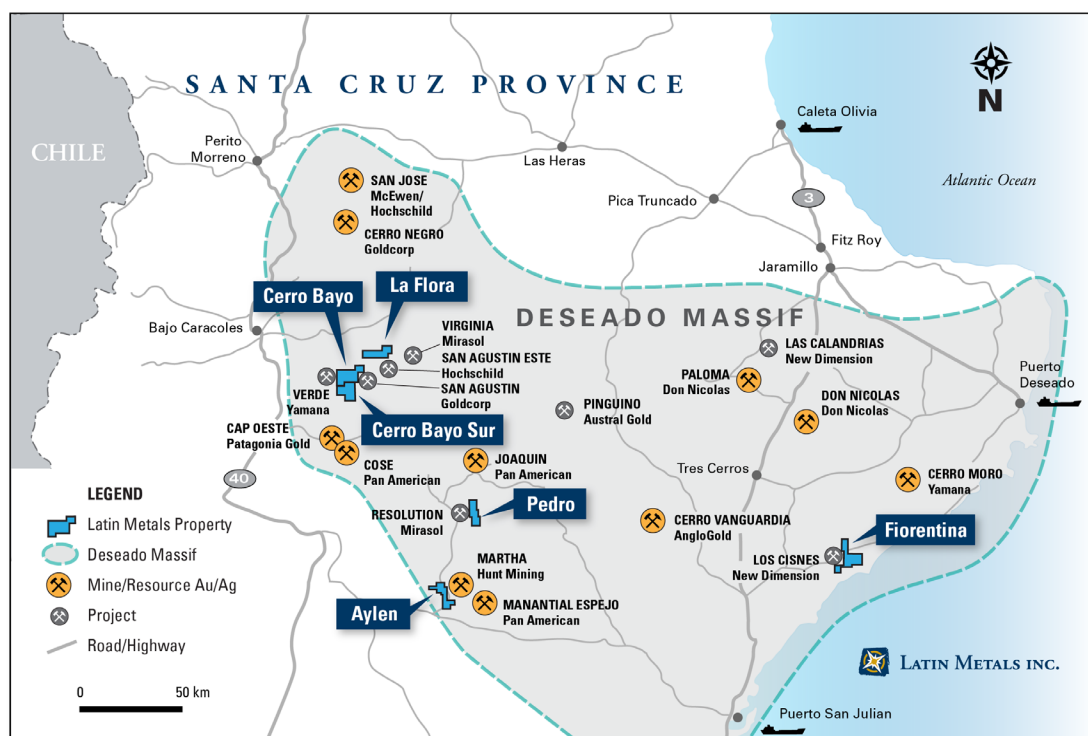 SANTA CRUZ PROVINCE
N
CHILE
Perito
Morreno
Las Heras
Caleta Olivia
Atlantic Ocean
Pica Truncado
3
Fitz Roy
Jaramillo
SAN JOSE
McEwen/
Hochschild
CERRO NEGRO
Goldcorp
Cerro Bayo
La Flora
Bajo Caracoles
DESEADO MASSIF
VIRGINIA
Mirasol
SAN AGUSTIN ESTE
Hochschild
SAN AGUSTIN
Goldcorp
VERDE
Yamana
LAS CALANDRIAS
New Dimension
PALOMA
Don Nicolas
DON NICOLAS
Don Nicolas
Puerto
Deseado
PINGUINO
Austral Gold
Cerro Bayo Sur
CAP OESTE
Patagonia Gold
COSE
Pan American
JOAQUIN
Pan American
Tres Cerros
CERRO MORO
Yamana
40
RESOLUTION
Mirasol
Pedro
CERRO VANGUARDIA
AngloGold
Fiorentina
LOS CISNES
New Dimension
MARTHA
Hunt Mining
MANANTIAL ESPEJO
Pan American
Aylen
LEGEND
Latin Metals Property
Deseado Massif
Mine/Resource Au/Ag
Project
Road/Highway
0 50 km
LATIN METALS INC.
Puerto San Julian